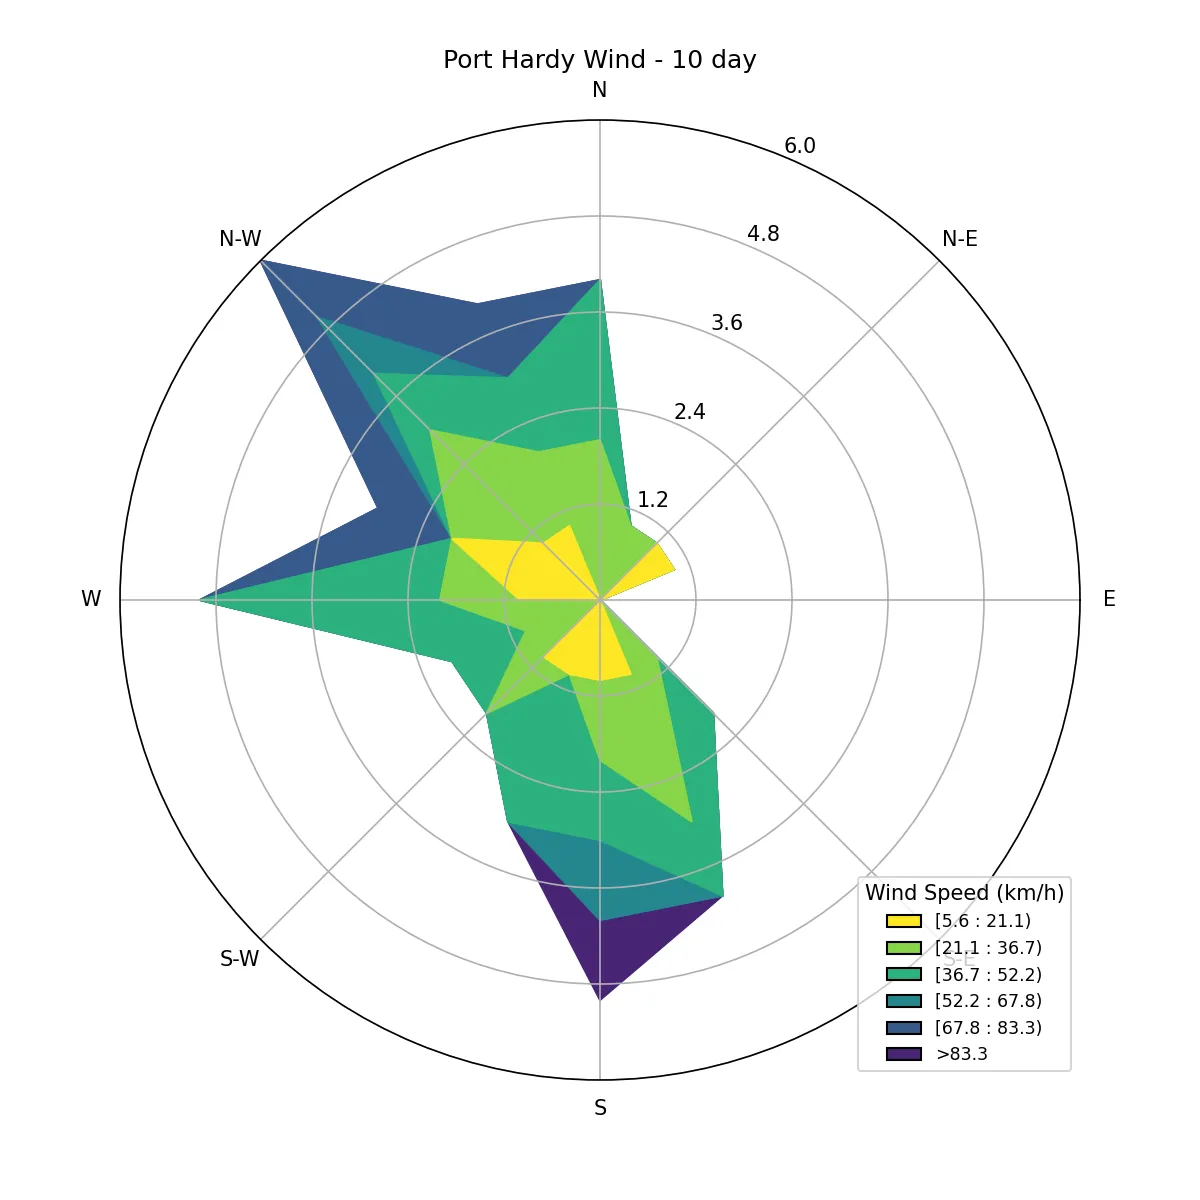 Port Hardy Wind - 10 day
N
6.0
N-W
4.8
N-E
3.6
2.4
1.2
W
E
S-W
S-E
S
Wind Speed (km/h)
[5.6 : 21.1)
[21.1 : 36.7)
[36.7 : 52.2)
[52.2 : 67.8)
[67.8 : 83.3)
>83.3